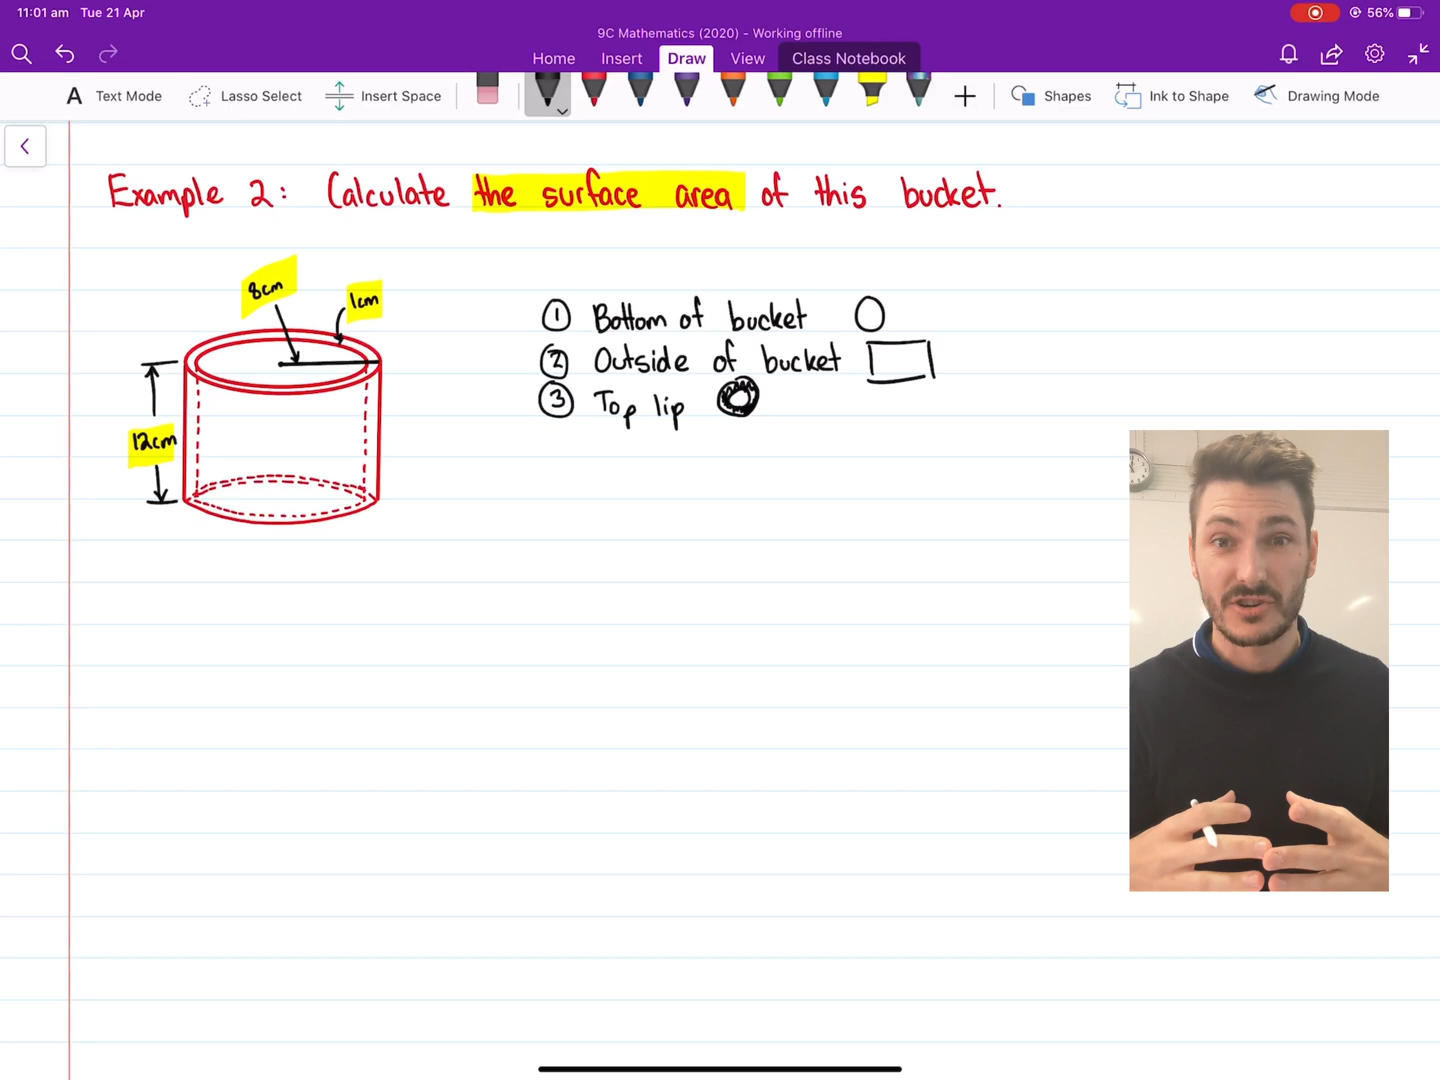 11:01 am Tue 21 Apr
56%
9C Mathematics (2020) - Working offline
Home Insert Draw View Class Notebook
A Text Mode Lasso Select Insert Space Shapes Ink to Shape Drawing Mode
Example 2: Calculate the surface area of this bucket.
8cm
1cm
12cm
① Bottom of bucket
② Outside of bucket
③ Top lip